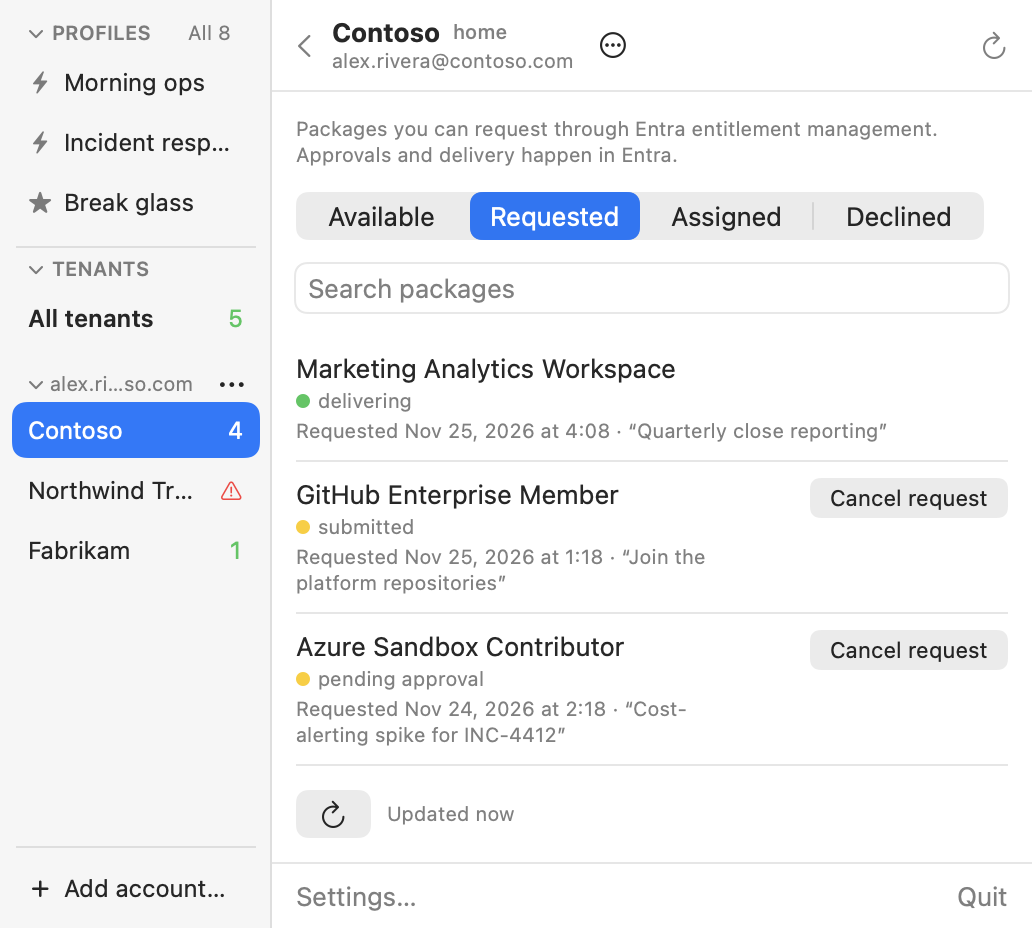 PROFILES All 8
Morning ops
Incident resp...
Break glass
TENANTS
All tenants 5
alex.ri...so.com
Contoso 4
Northwind Tr...
Fabrikam 1
+ Add account...
Contoso home
alex.rivera@contoso.com
Packages you can request through Entra entitlement management.
Approvals and delivery happen in Entra.
Available Requested Assigned Declined
Search packages
Marketing Analytics Workspace
delivering
Requested Nov 25, 2026 at 4:08 · “Quarterly close reporting”
GitHub Enterprise Member Cancel request
submitted
Requested Nov 25, 2026 at 1:18 · “Join the
platform repositories”
Azure Sandbox Contributor Cancel request
pending approval
Requested Nov 24, 2026 at 2:18 · “Cost-
alerting spike for INC-4412”
Updated now
Settings... Quit